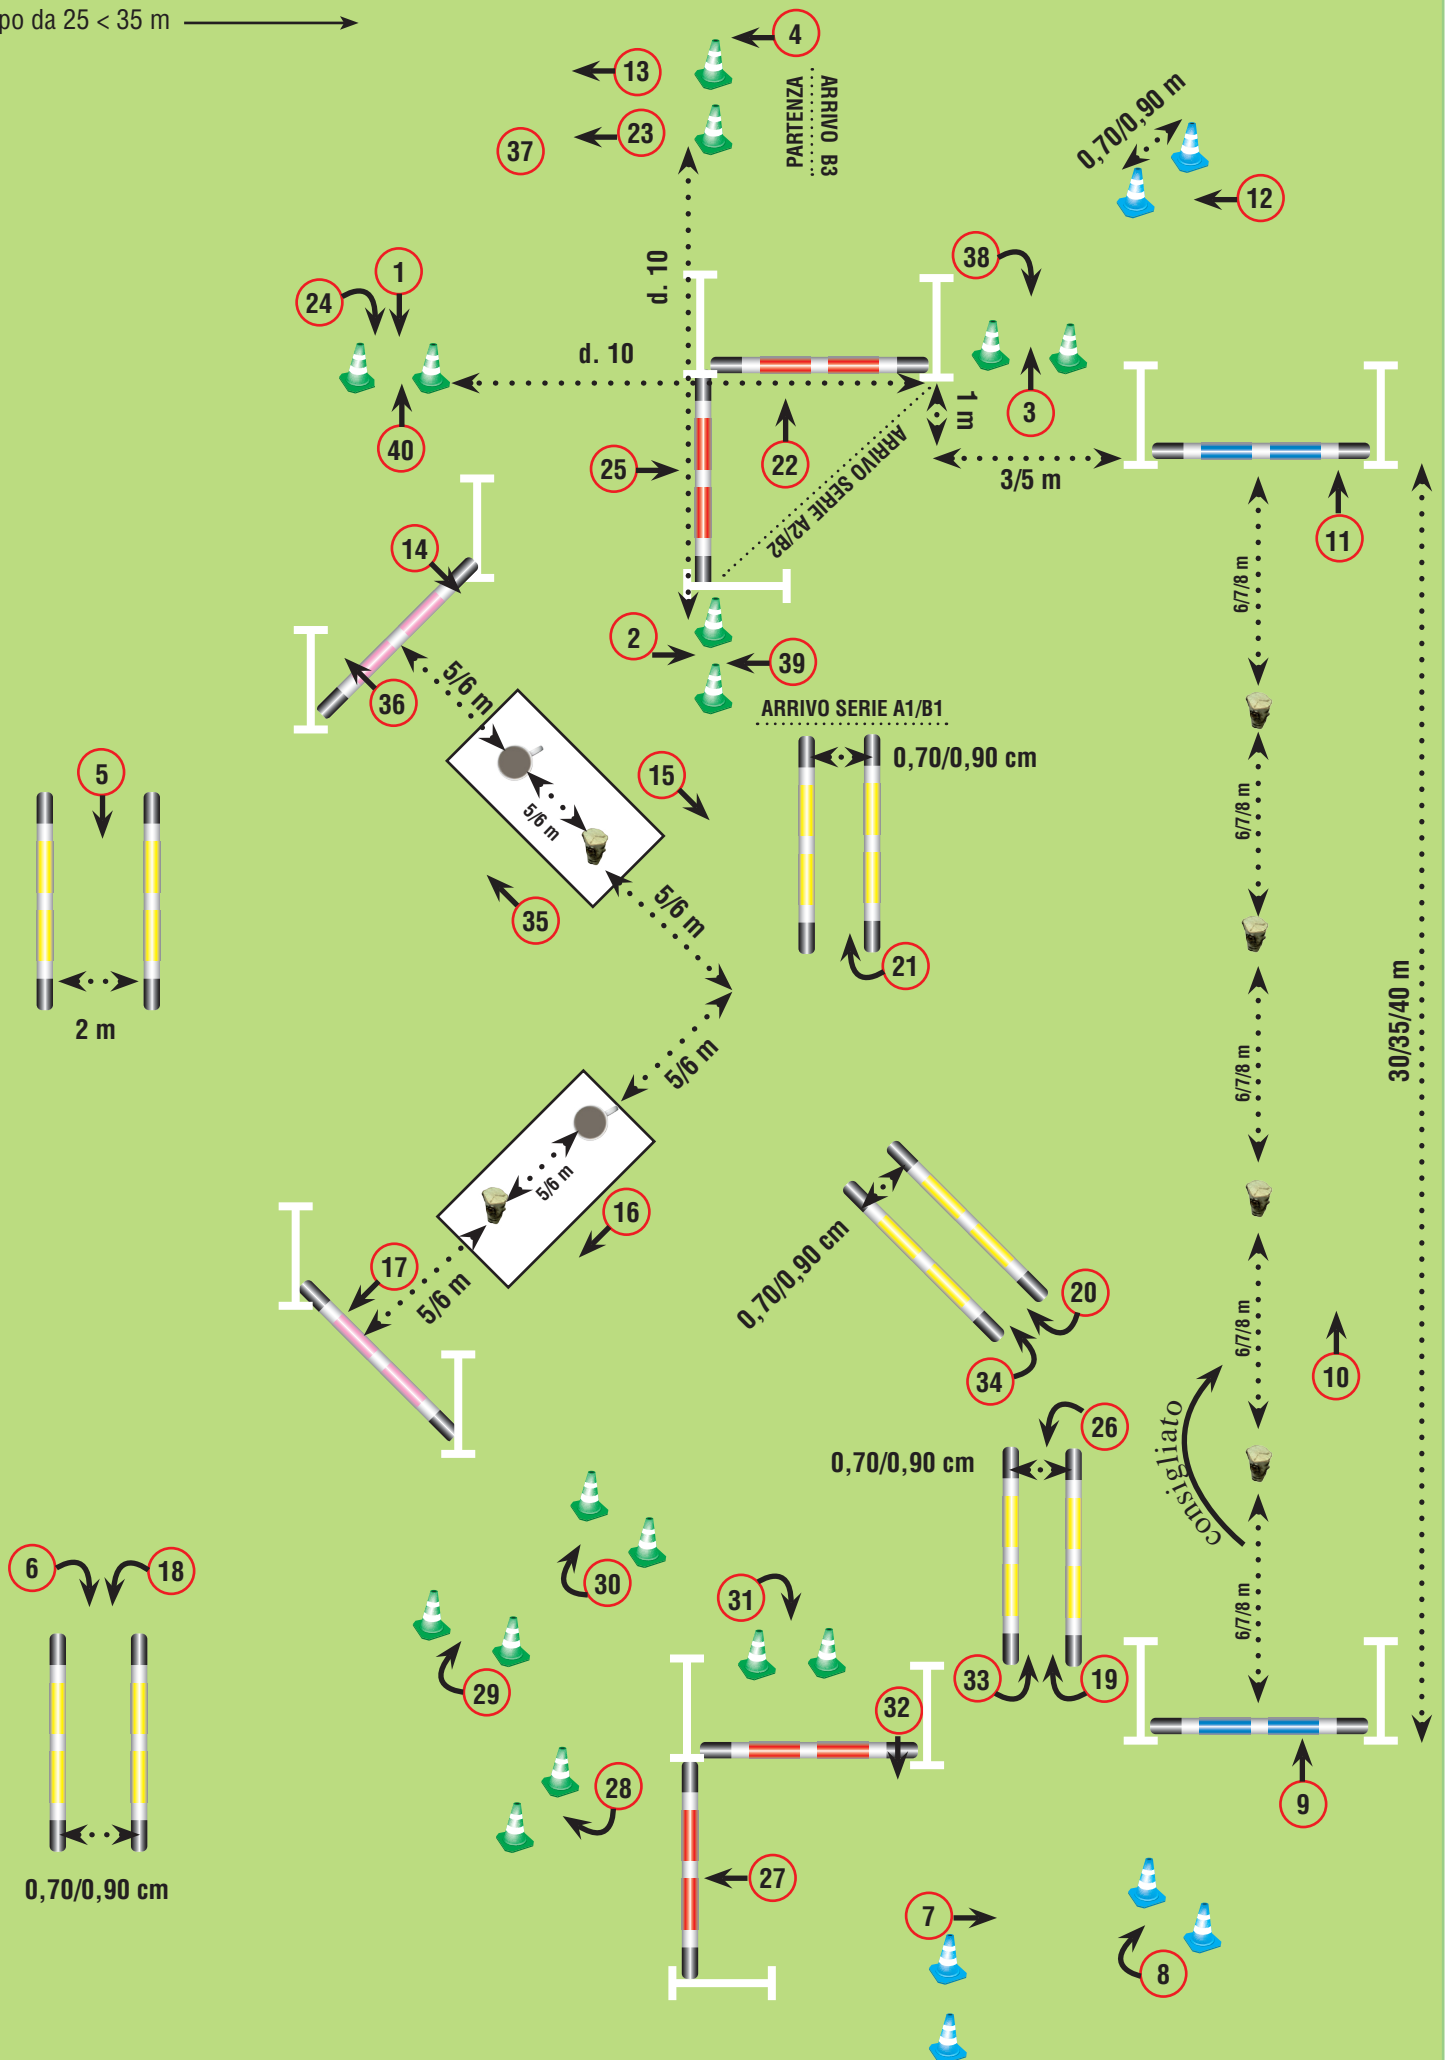 po da 25 < 35 m
4
13
23
37
PARTENZA
ARRIVO B3
0,70/0,90 m
12
38
1
24
d. 10
d. 10
3
1 m
40
25
22
ARRIVO SERIE A2/B2
3/5 m
11
14
6/7/8 m
2
39
36
5/6 m
ARRIVO SERIE A1/B1
0,70/0,90 cm
5
15
5/6 m
6/7/8 m
35
5/6 m
21
2 m
30/35/40 m
5/6 m
6/7/8 m
5/6 m
16
17
5/6 m
0,70/0,90 cm
20
34
6/7/8 m
10
consigliato
26
0,70/0,90 cm
6
18
30
31
6/7/8 m
29
33
19
32
28
9
0,70/0,90 cm
27
7
8